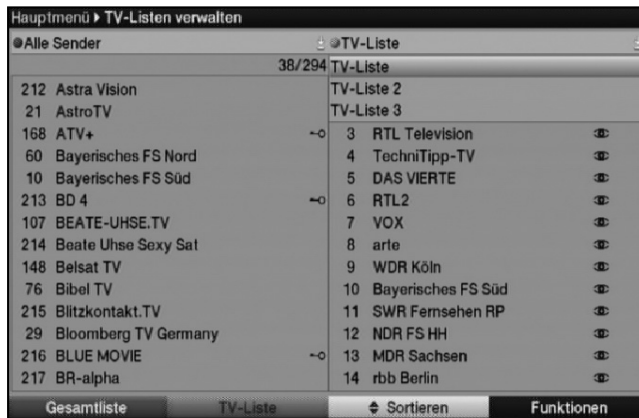 Hauptmenü ▸ TV-Listen verwalten
Alle Sender
38/294
212 Astra Vision
21 AstroTV
168 ATV+
60 Bayerisches FS Nord
10 Bayerisches FS Süd
213 BD 4
107 BEATE-UHSE.TV
214 Beate Uhse Sexy Sat
148 Belsat TV
76 Bibel TV
215 Blitzkontakt.TV
29 Bloomberg TV Germany
216 BLUE MOVIE
217 BR-alpha
TV-Liste
TV-Liste
TV-Liste 2
TV-Liste 3
3 RTL Television
4 TechniTipp-TV
5 DAS VIERTE
6 RTL2
7 VOX
8 arte
9 WDR Köln
10 Bayerisches FS Süd
11 SWR Fernsehen RP
12 NDR FS HH
13 MDR Sachsen
14 rbb Berlin
Gesamtliste TV-Liste Sortieren Funktionen